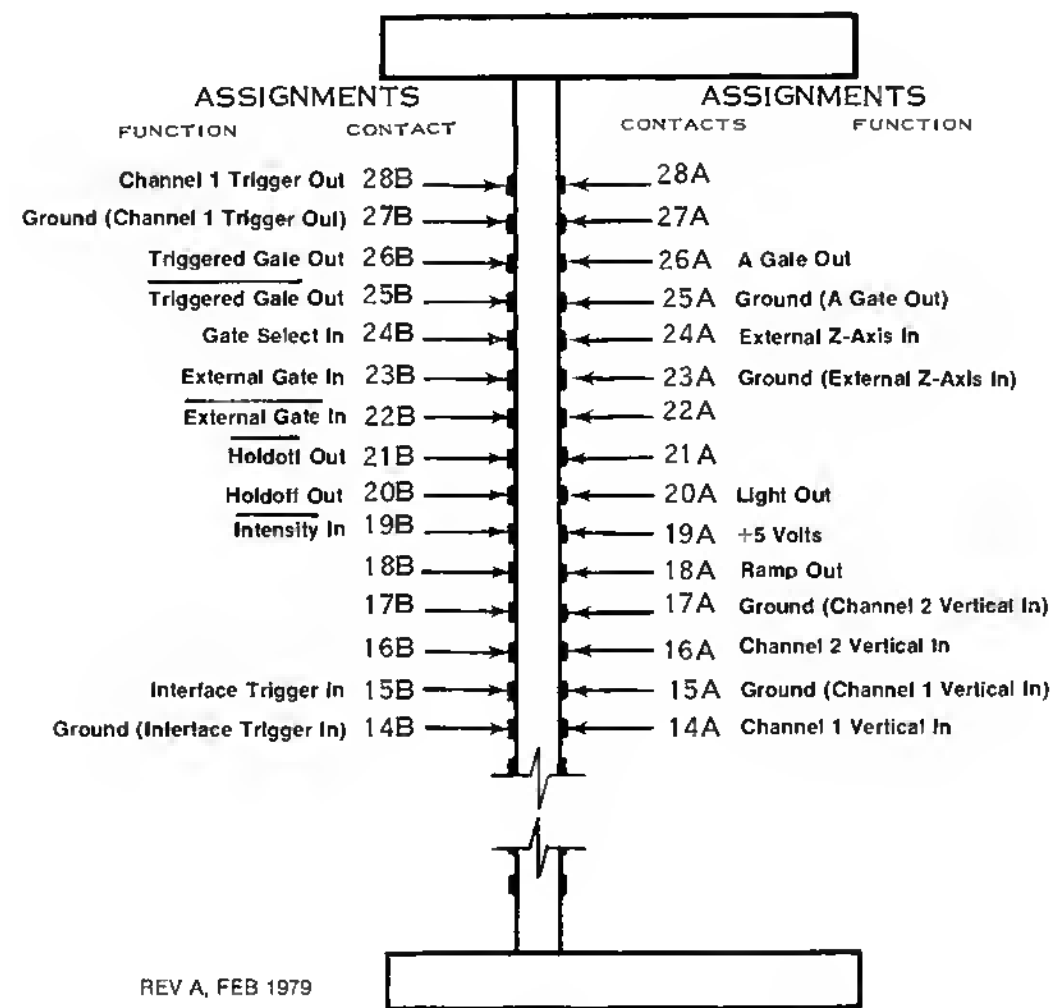 ASSIGNMENTS ASSIGNMENTS
FUNCTION CONTACT CONTACTS FUNCTION
Channel 1 Trigger Out 28B 28A
Ground (Channel 1 Trigger Out) 27B 27A
Triggered Gate Out 26B 26A A Gate Out
Triggered Gate Out 25B 25A Ground (A Gate Out)
Gate Select In 24B 24A External Z-Axis In
External Gate In 23B 23A Ground (External Z-Axis In)
External Gate In 22B 22A
Holdoff Out 21B 21A
Holdoff Out 20B 20A Light Out
Intensity In 19B 19A +5 Volts
18B 18A Ramp Out
17B 17A Ground (Channel 2 Vertical In)
16B 16A Channel 2 Vertical In
Interface Trigger In 15B 15A Ground (Channel 1 Vertical In)
Ground (Interface Trigger In) 14B 14A Channel 1 Vertical In
REV A, FEB 1979